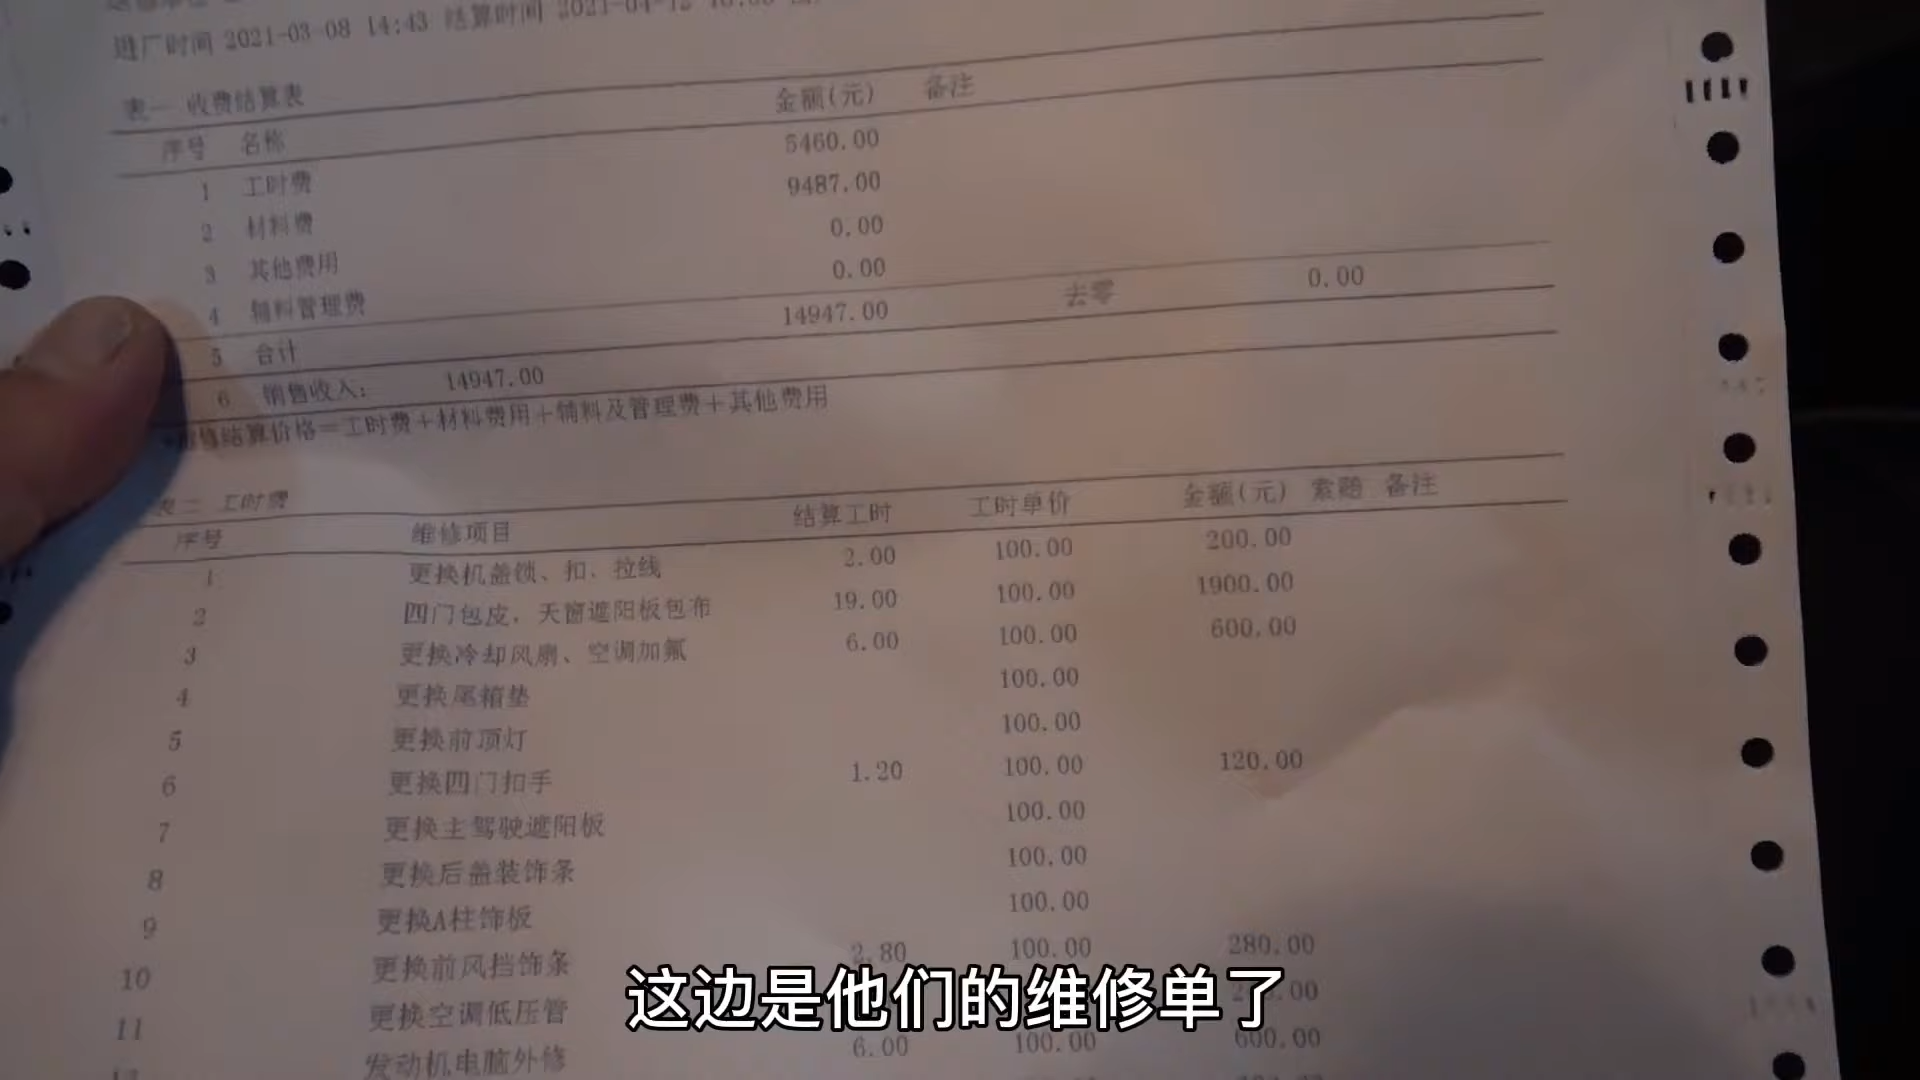 进厂时间 2021-03-08 14:43 结算时间 2021-04-12
表一 收费结算表
序号 名称 金额(元) 备注
1 工时费 5460.00
2 材料费 9487.00
3 其他费用 0.00
4 辅料管理费 0.00
5 合计 14947.00 去零 0.00
6 销售收入: 14947.00
结算价格=工时费+材料费用+辅料及管理费+其他费用
表二 工时费
序号 维修项目 结算工时 工时单价 金额(元) 索赔 备注
1 更换机盖锁、扣、拉线 2.00 100.00 200.00
2 四门包皮,天窗遮阳板包布 19.00 100.00 1900.00
3 更换冷却风扇、空调加氟 6.00 100.00 600.00
4 更换尾箱垫 100.00
5 更换前顶灯 100.00
6 更换四门扣手 1.20 100.00 120.00
7 更换主驾驶遮阳板 100.00
8 更换后盖装饰条 100.00
9 更换A柱饰板 100.00
10 更换前风挡饰条 2.80 100.00 280.00
11 更换空调低压管
发动机电脑外修 6.00 100.00 600.00
这边是他们的维修单了